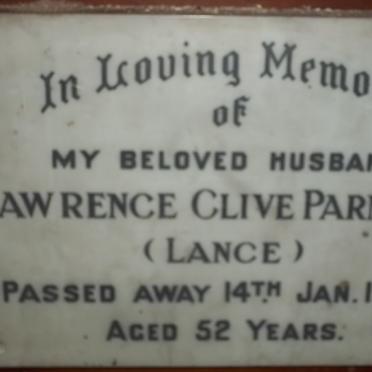 In Loving Memo
of
MY BELOVED HUSBA
AWRENCE CLIVE PAR
(LANCE)
PASSED AWAY 14TH JAN. 1
AGED 52 YEARS.